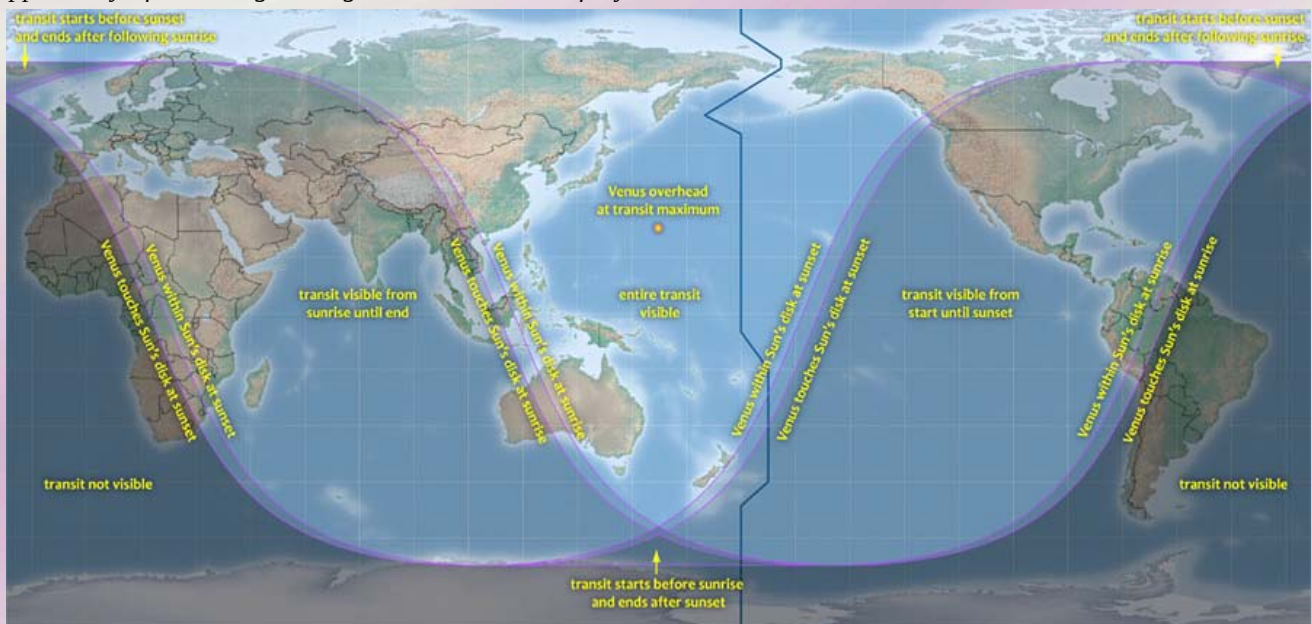 transit starts before sunset
and ends after following sunrise
transit starts before sunset
and ends after following sunrise
Venus overhead
at transit maximum
Venus touches Sun's disk at sunset
Venus within Sun's disk at sunset
transit visible from
sunrise until end
Venus touches Sun's disk at sunrise
Venus within Sun's disk at sunrise
entire transit
visible
Venus within Sun's disk at sunset
Venus touches Sun's disk at sunset
transit visible from
start until sunset
Venus within Sun's disk at sunrise
Venus touches Sun's disk at sunrise
transit not visible
transit not visible
transit starts before sunrise
and ends after sunset